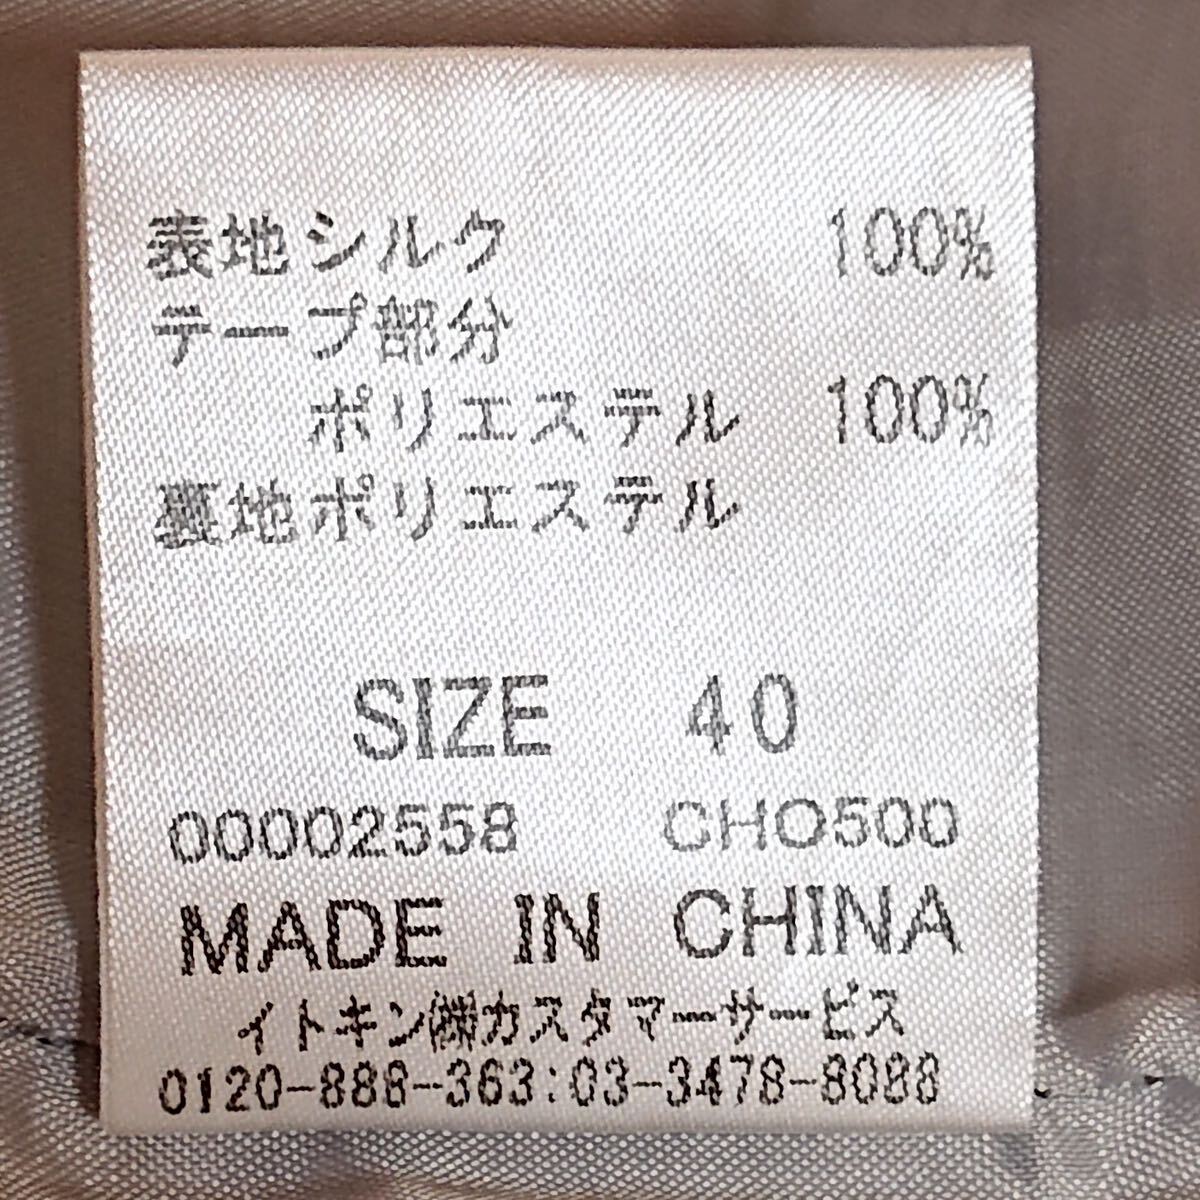 表地シルク 100%
テープ部分
ポリエステル 100%
裏地ポリエステル
SIZE 40
00002558 CHO500
MADE IN CHINA
イトキン㈱カスタマーサービス
0120-888-363:03-3478-8088